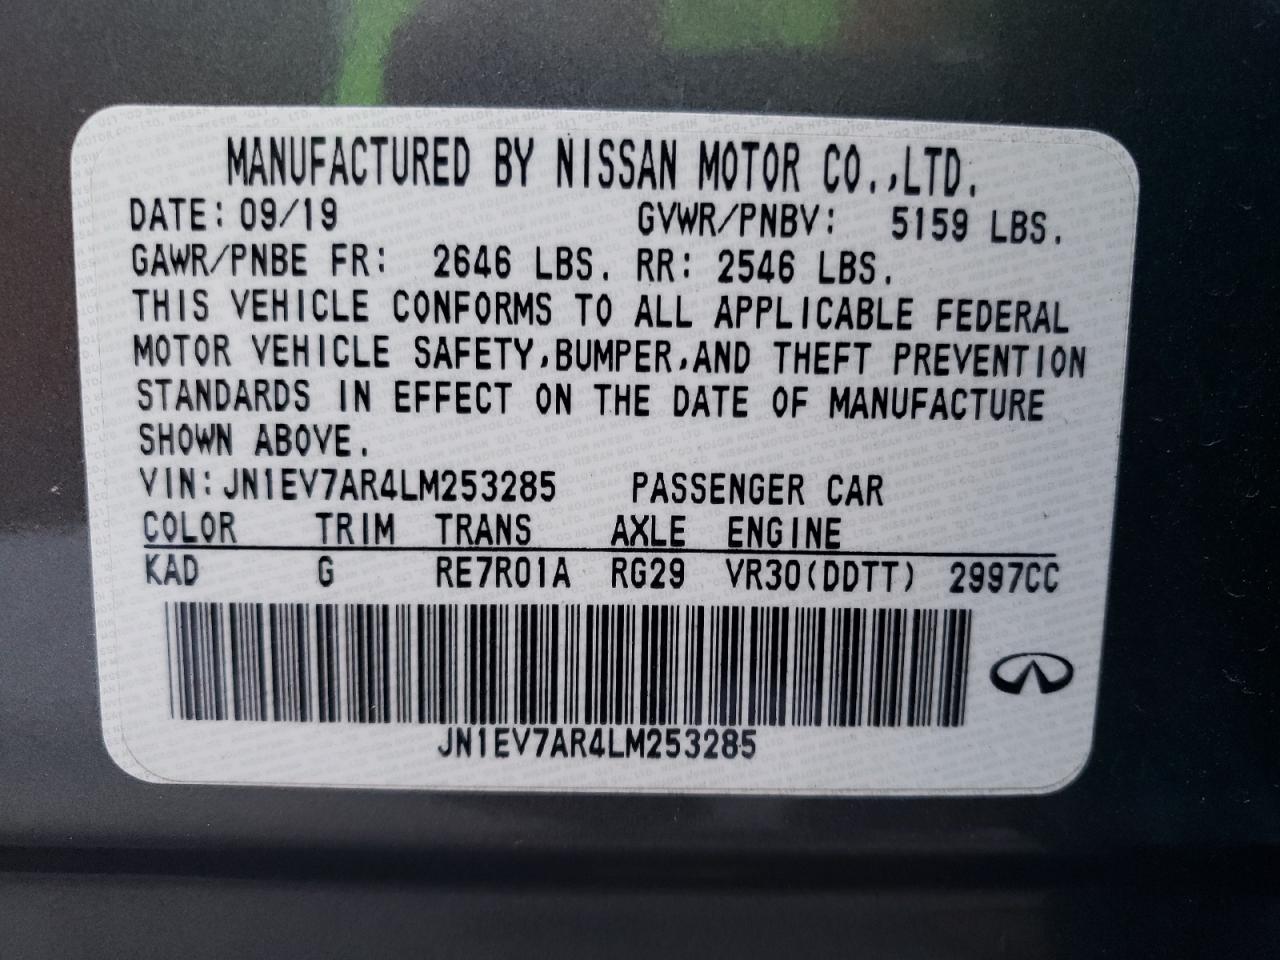 MANUFACTURED BY NISSAN MOTOR CO.,LTD.
DATE: 09/19 GVWR/PNBV: 5159 LBS.
GAWR/PNBE FR: 2646 LBS. RR: 2546 LBS.
THIS VEHICLE CONFORMS TO ALL APPLICABLE FEDERAL
MOTOR VEHICLE SAFETY,BUMPER,AND THEFT PREVENTION
STANDARDS IN EFFECT ON THE DATE OF MANUFACTURE
SHOWN ABOVE.
VIN:JN1EV7AR4LM253285 PASSENGER CAR
COLOR TRIM TRANS AXLE ENGINE
KAD G RE7R01A RG29 VR30(DDTT) 2997CC
JN1EV7AR4LM253285